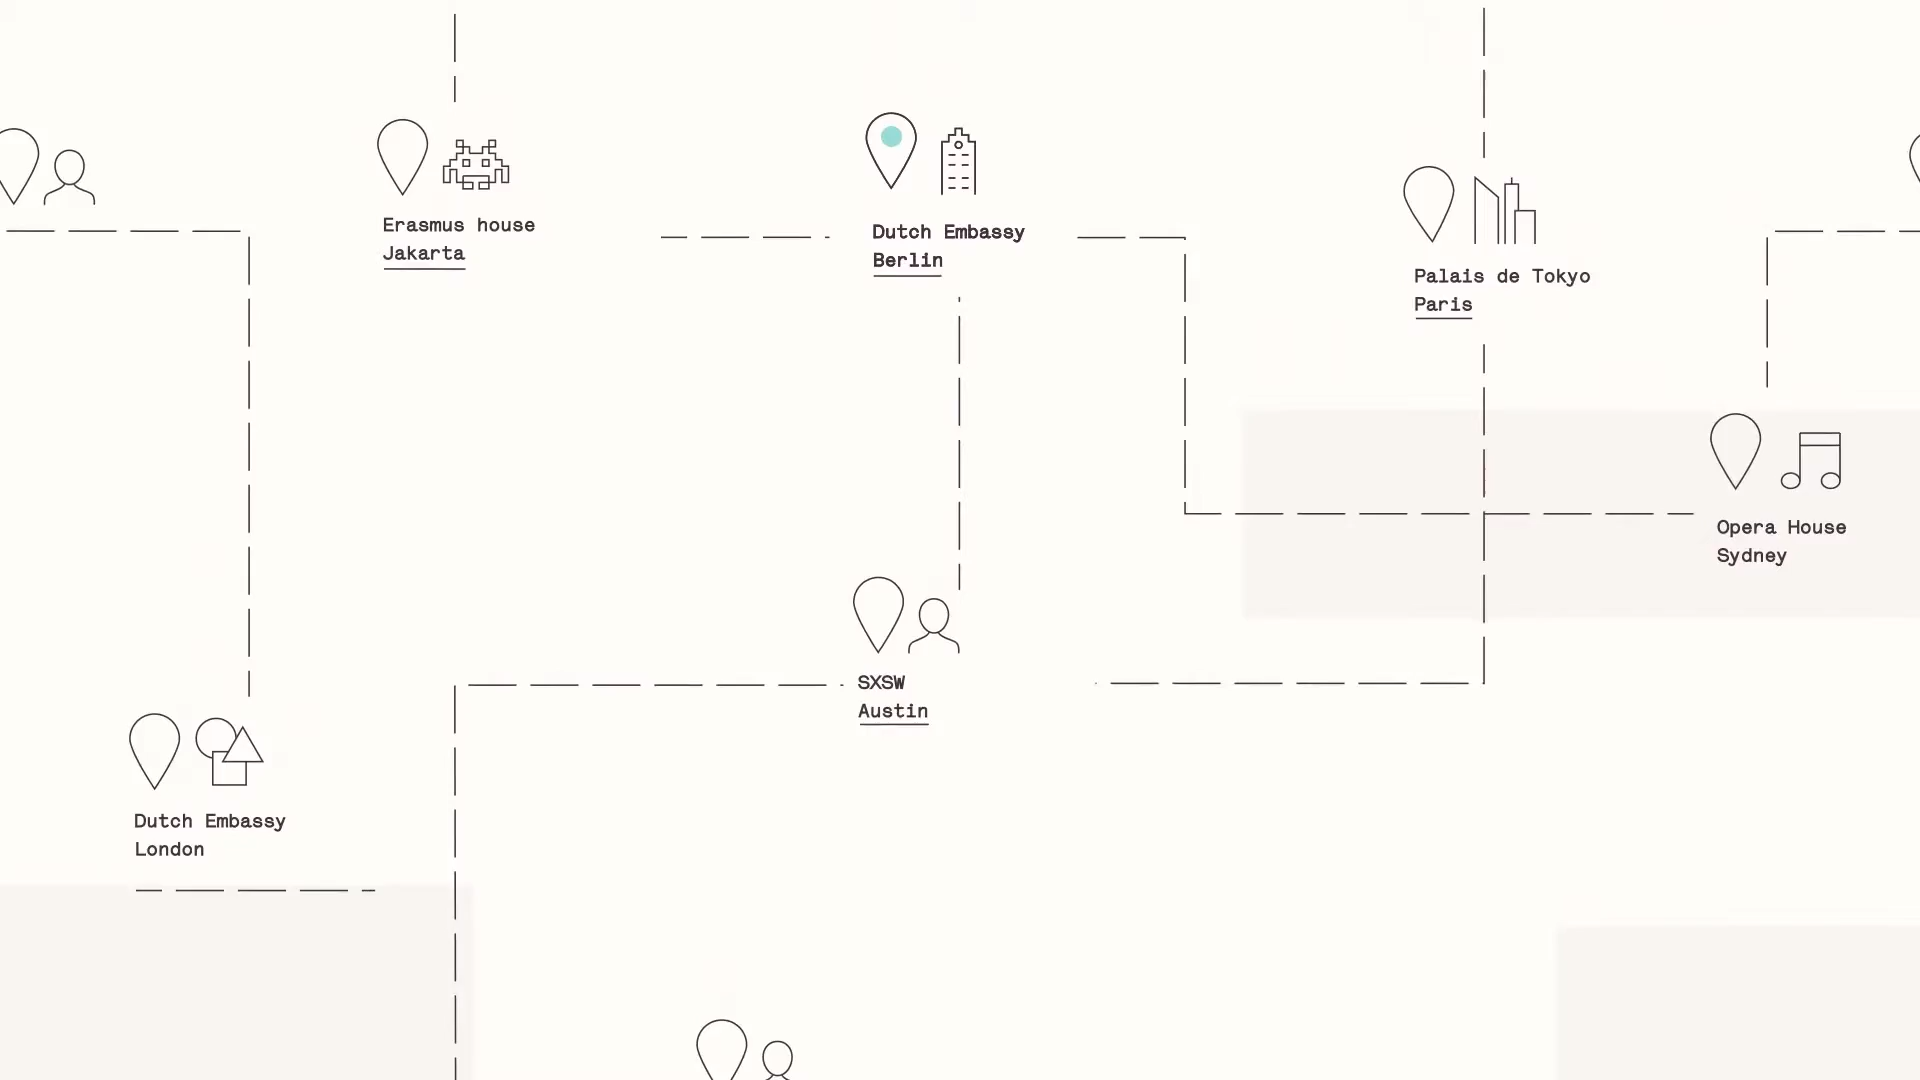 Erasmus house
Jakarta
Dutch Embassy
Berlin
Palais de Tokyo
Paris
Opera House
Sydney
SXSW
Austin
Dutch Embassy
London